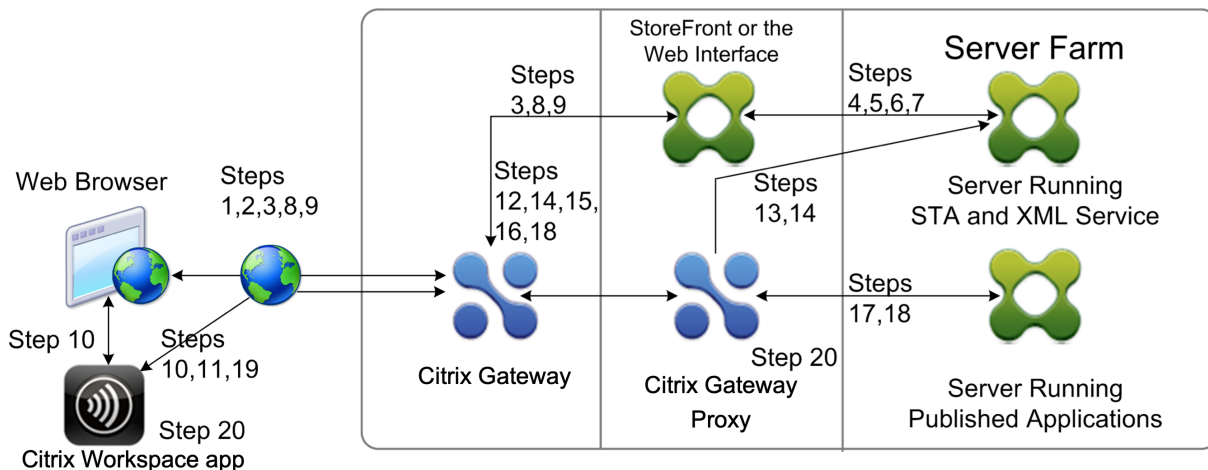 StoreFront or the
Web Interface
Server Farm
Steps
3,8,9
Steps
4,5,6,7
Web Browser
Steps
1,2,3,8,9
Steps
12,14,15,
16,18
Steps
13,14
Server Running
STA and XML Service
Steps
17,18
Step 10
Steps
10,11,19
Citrix Gateway
Step 20
Citrix Gateway
Proxy
Server Running
Published Applications
Step 20
Citrix Workspace app